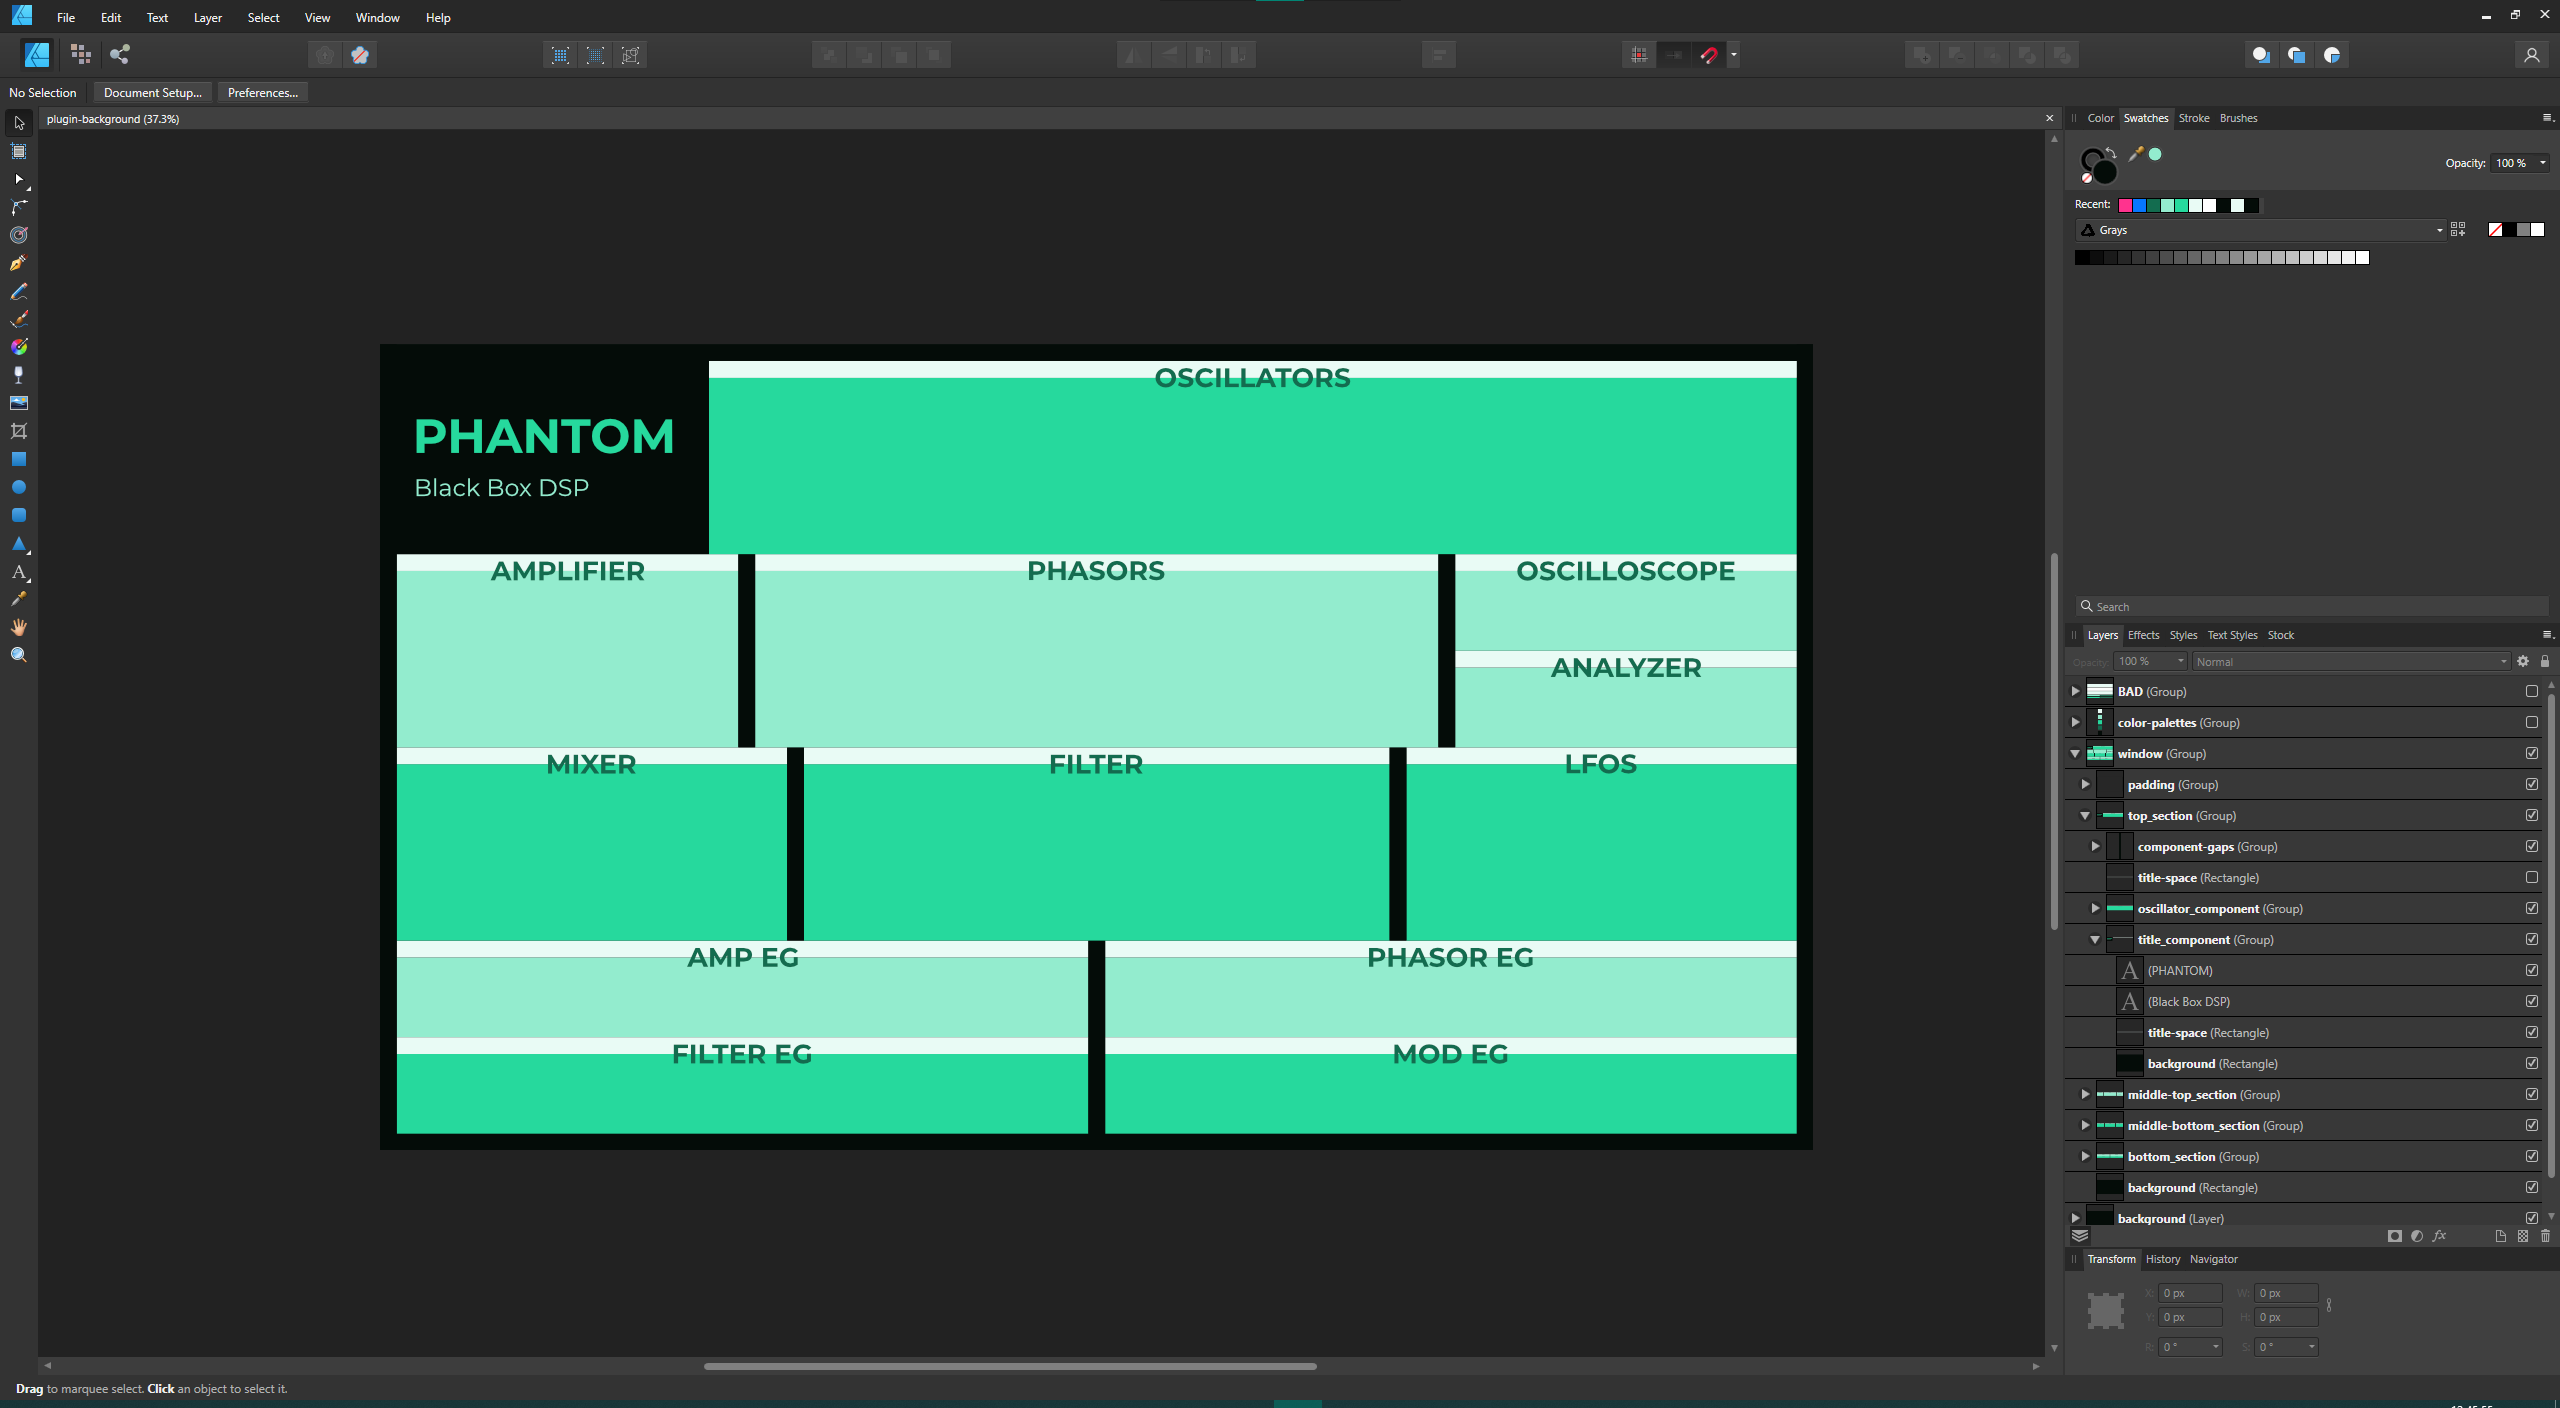 File Edit Text Layer Select View Window Help
No Selection Document Setup... Preferences...
plugin-background (37.3%)
OSCILLATORS
PHANTOM
Black Box DSP
AMPLIFIER PHASORS OSCILLOSCOPE
ANALYZER
MIXER FILTER LFOS
AMP EG PHASOR EG
FILTER EG MOD EG
Color Swatches Stroke Brushes
Opacity: 100 %
Recent:
Grays
Search
Layers Effects Styles Text Styles Stock
Opacity: 100 % Normal
BAD (Group)
color-palettes (Group)
window (Group)
padding (Group)
top_section (Group)
component-gaps (Group)
title-space (Rectangle)
oscillator_component (Group)
title_component (Group)
A (PHANTOM)
A (Black Box DSP)
title-space (Rectangle)
background (Rectangle)
middle-top_section (Group)
middle-bottom_section (Group)
bottom_section (Group)
background (Rectangle)
background (Layer)
fx
Transform History Navigator
X: 0 px W: 0 px
Y: 0 px H: 0 px
R: 0 ° S: 0 °
Drag to marquee select. Click an object to select it.